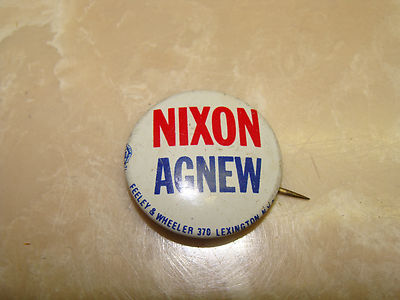 NIXON
AGNEW
FEELEY & WHEELER 370 LEXINGTON N.Y.